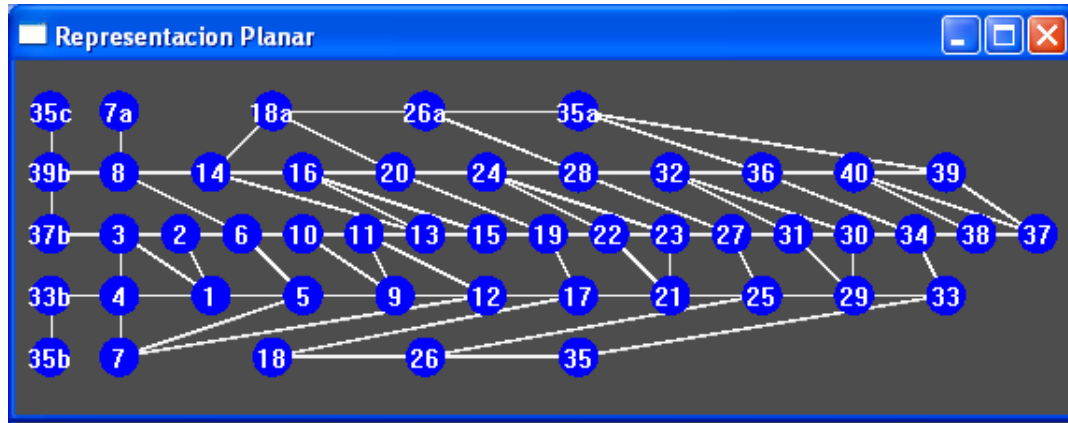 Representacion Planar
35c 7a 18a 26a 35a
39b 8 14 16 20 24 28 32 36 40 39
37b 3 2 6 10 11 13 15 19 22 23 27 31 30 34 38 37
33b 4 1 5 9 12 17 21 25 29 33
35b 7 18 26 35